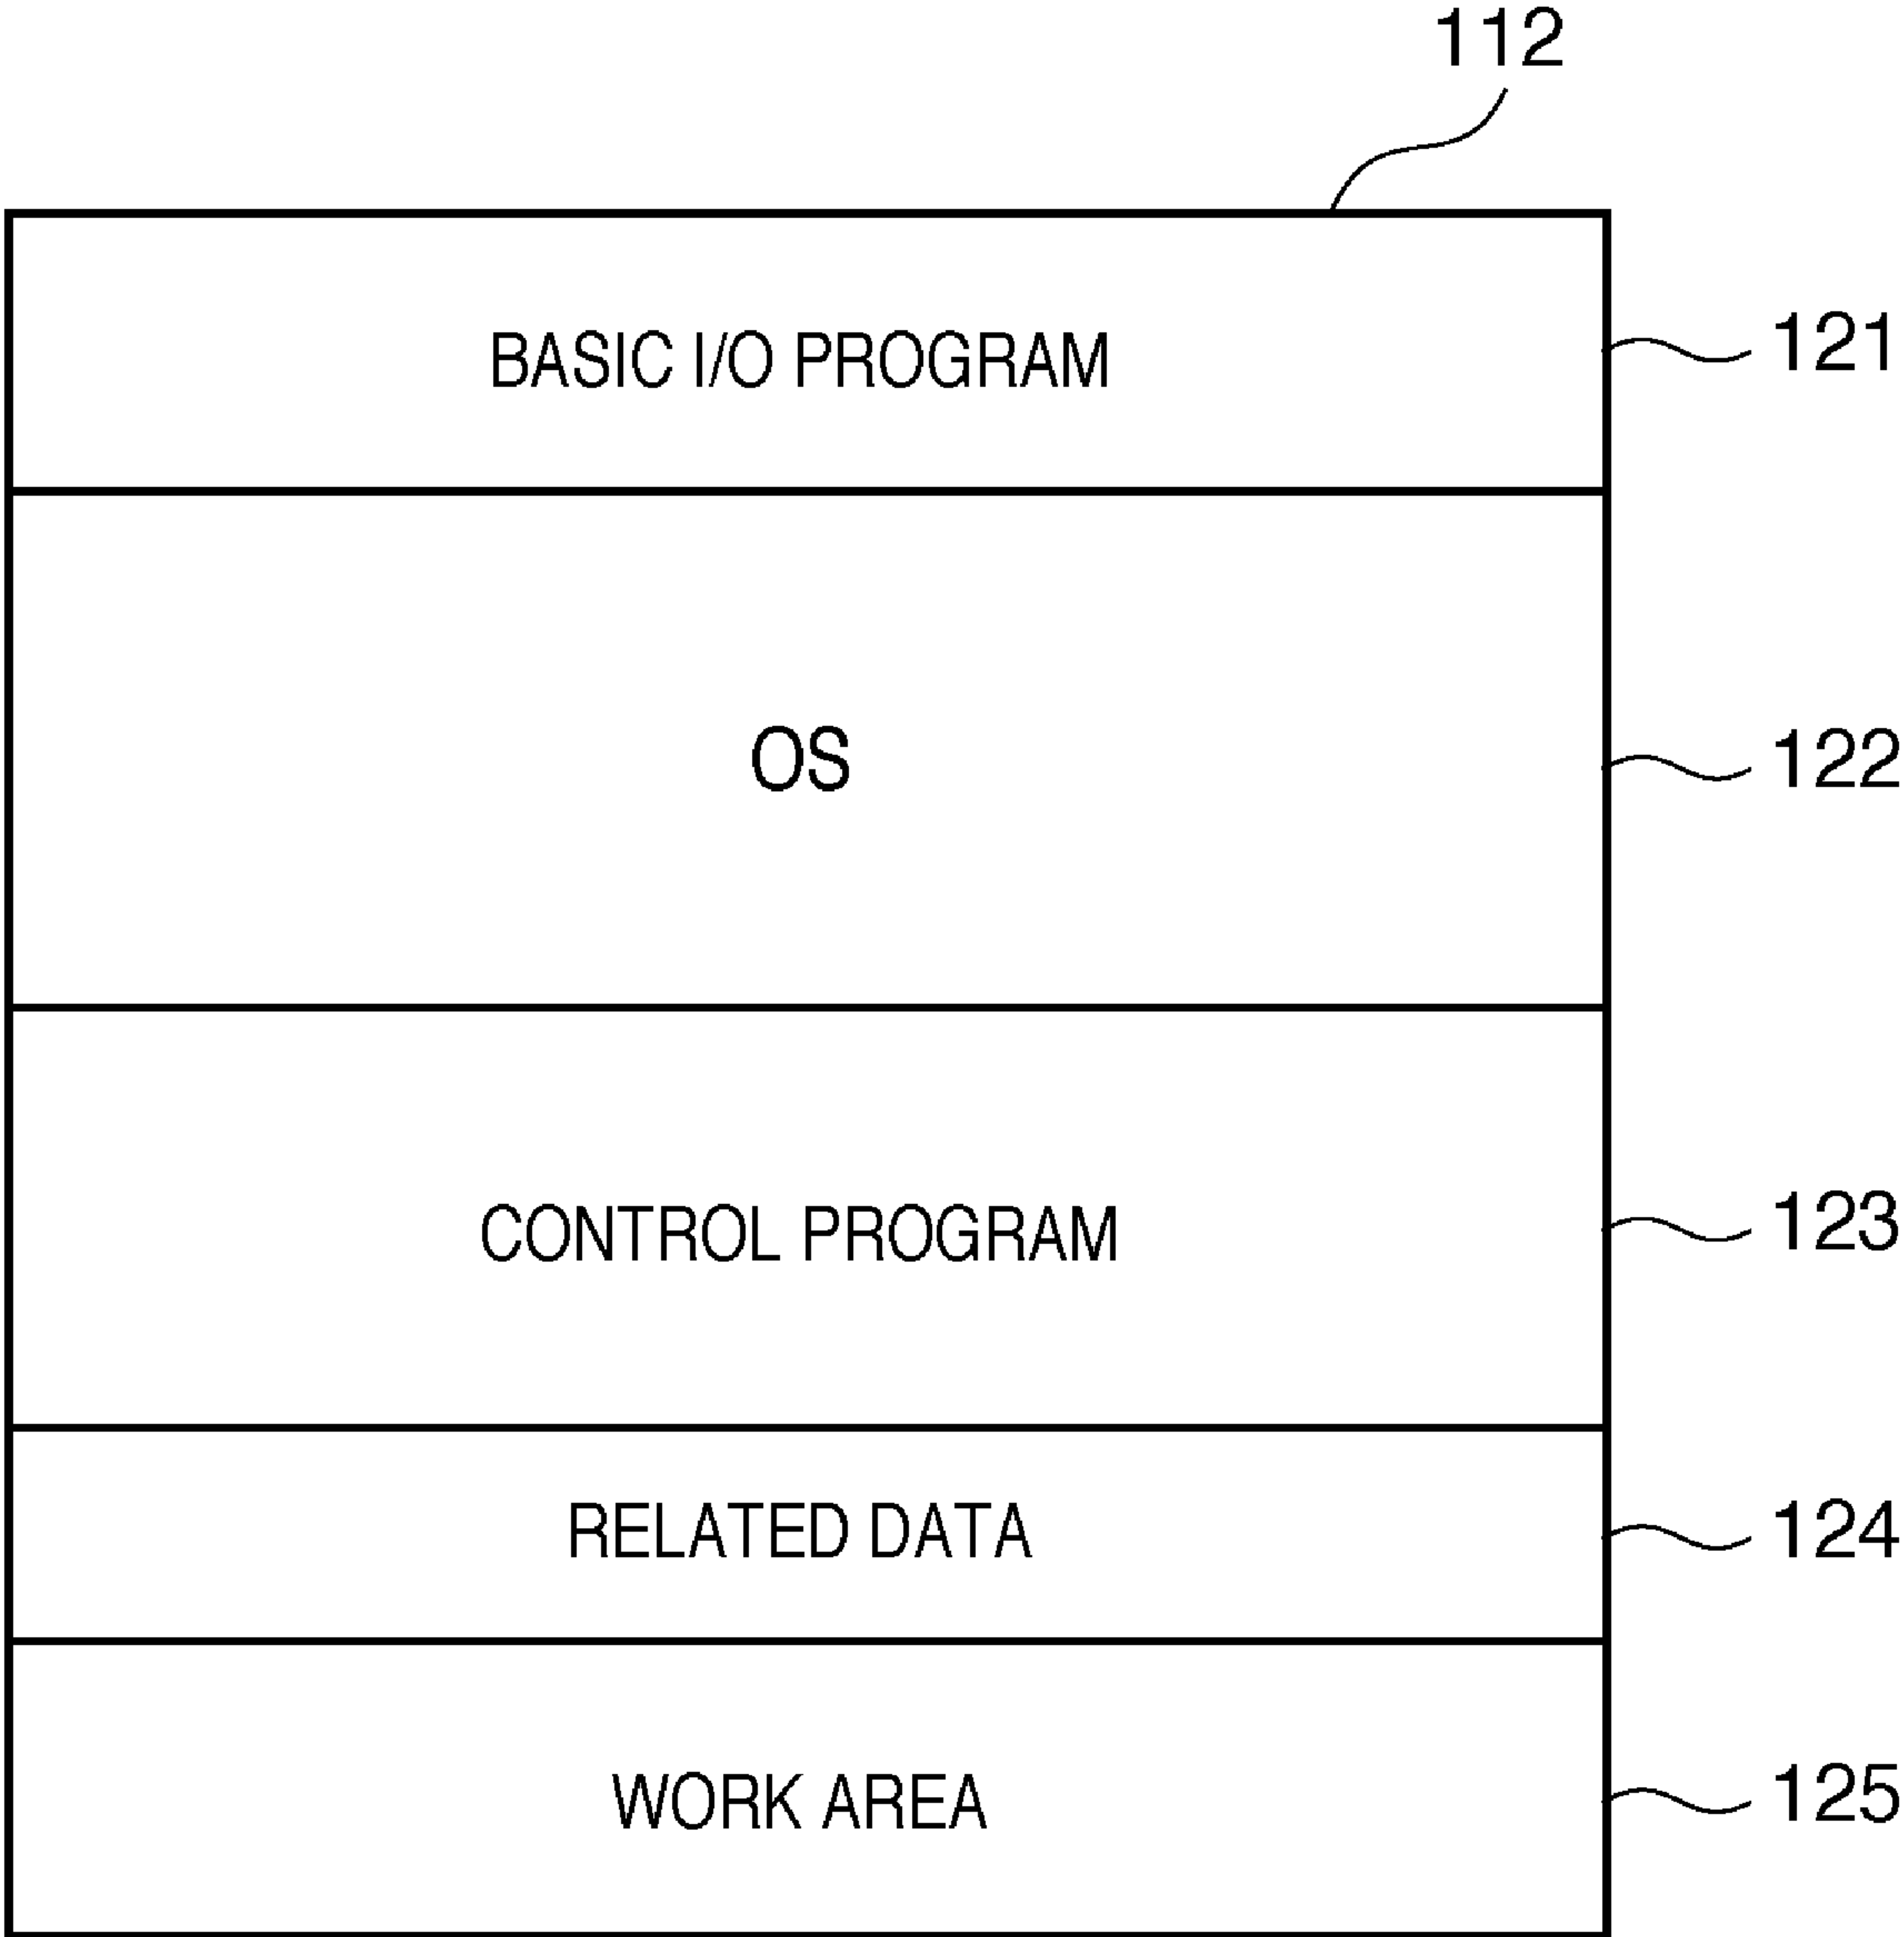 112
BASIC I/O PROGRAM 121
OS 122
CONTROL PROGRAM 123
RELATED DATA 124
WORK AREA 125